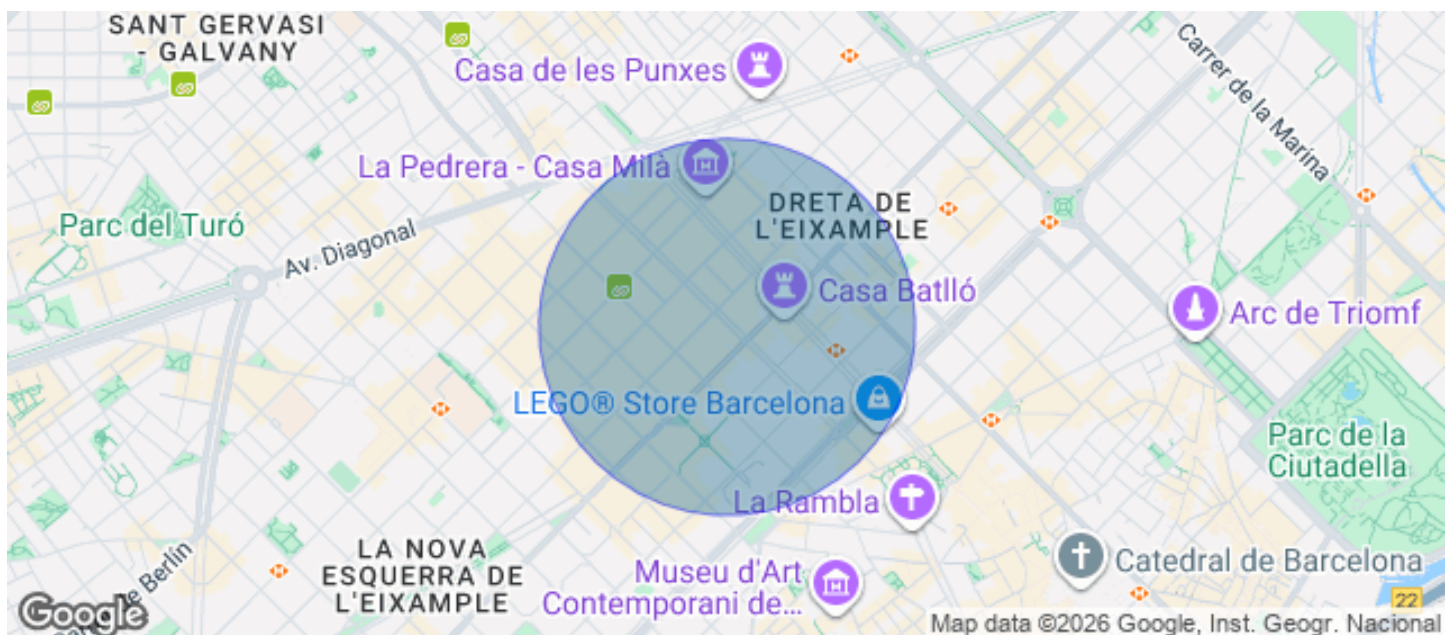 SANT GERVASI
- GALVANY
Casa de les Punxes
Carrer de la Marina
La Pedrera - Casa Milà
DRETA DE
L'EIXAMPLE
Parc del Turó
Av. Diagonal
Casa Batlló
Arc de Triomf
LEGO® Store Barcelona
Parc de la
Ciutadella
La Rambla
LA NOVA
ESQUERRA DE
L'EIXAMPLE
Museu d'Art
Contemporani de...
Catedral de Barcelona
de Berlín
22
Google
Map data ©2026 Google, Inst. Geogr. Nacional